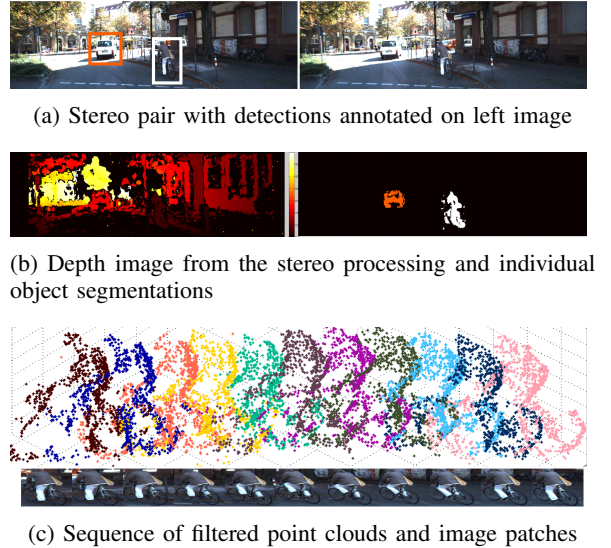 (a) Stereo pair with detections annotated on left image
(b) Depth image from the stereo processing and individual
object segmentations
(c) Sequence of filtered point clouds and image patches